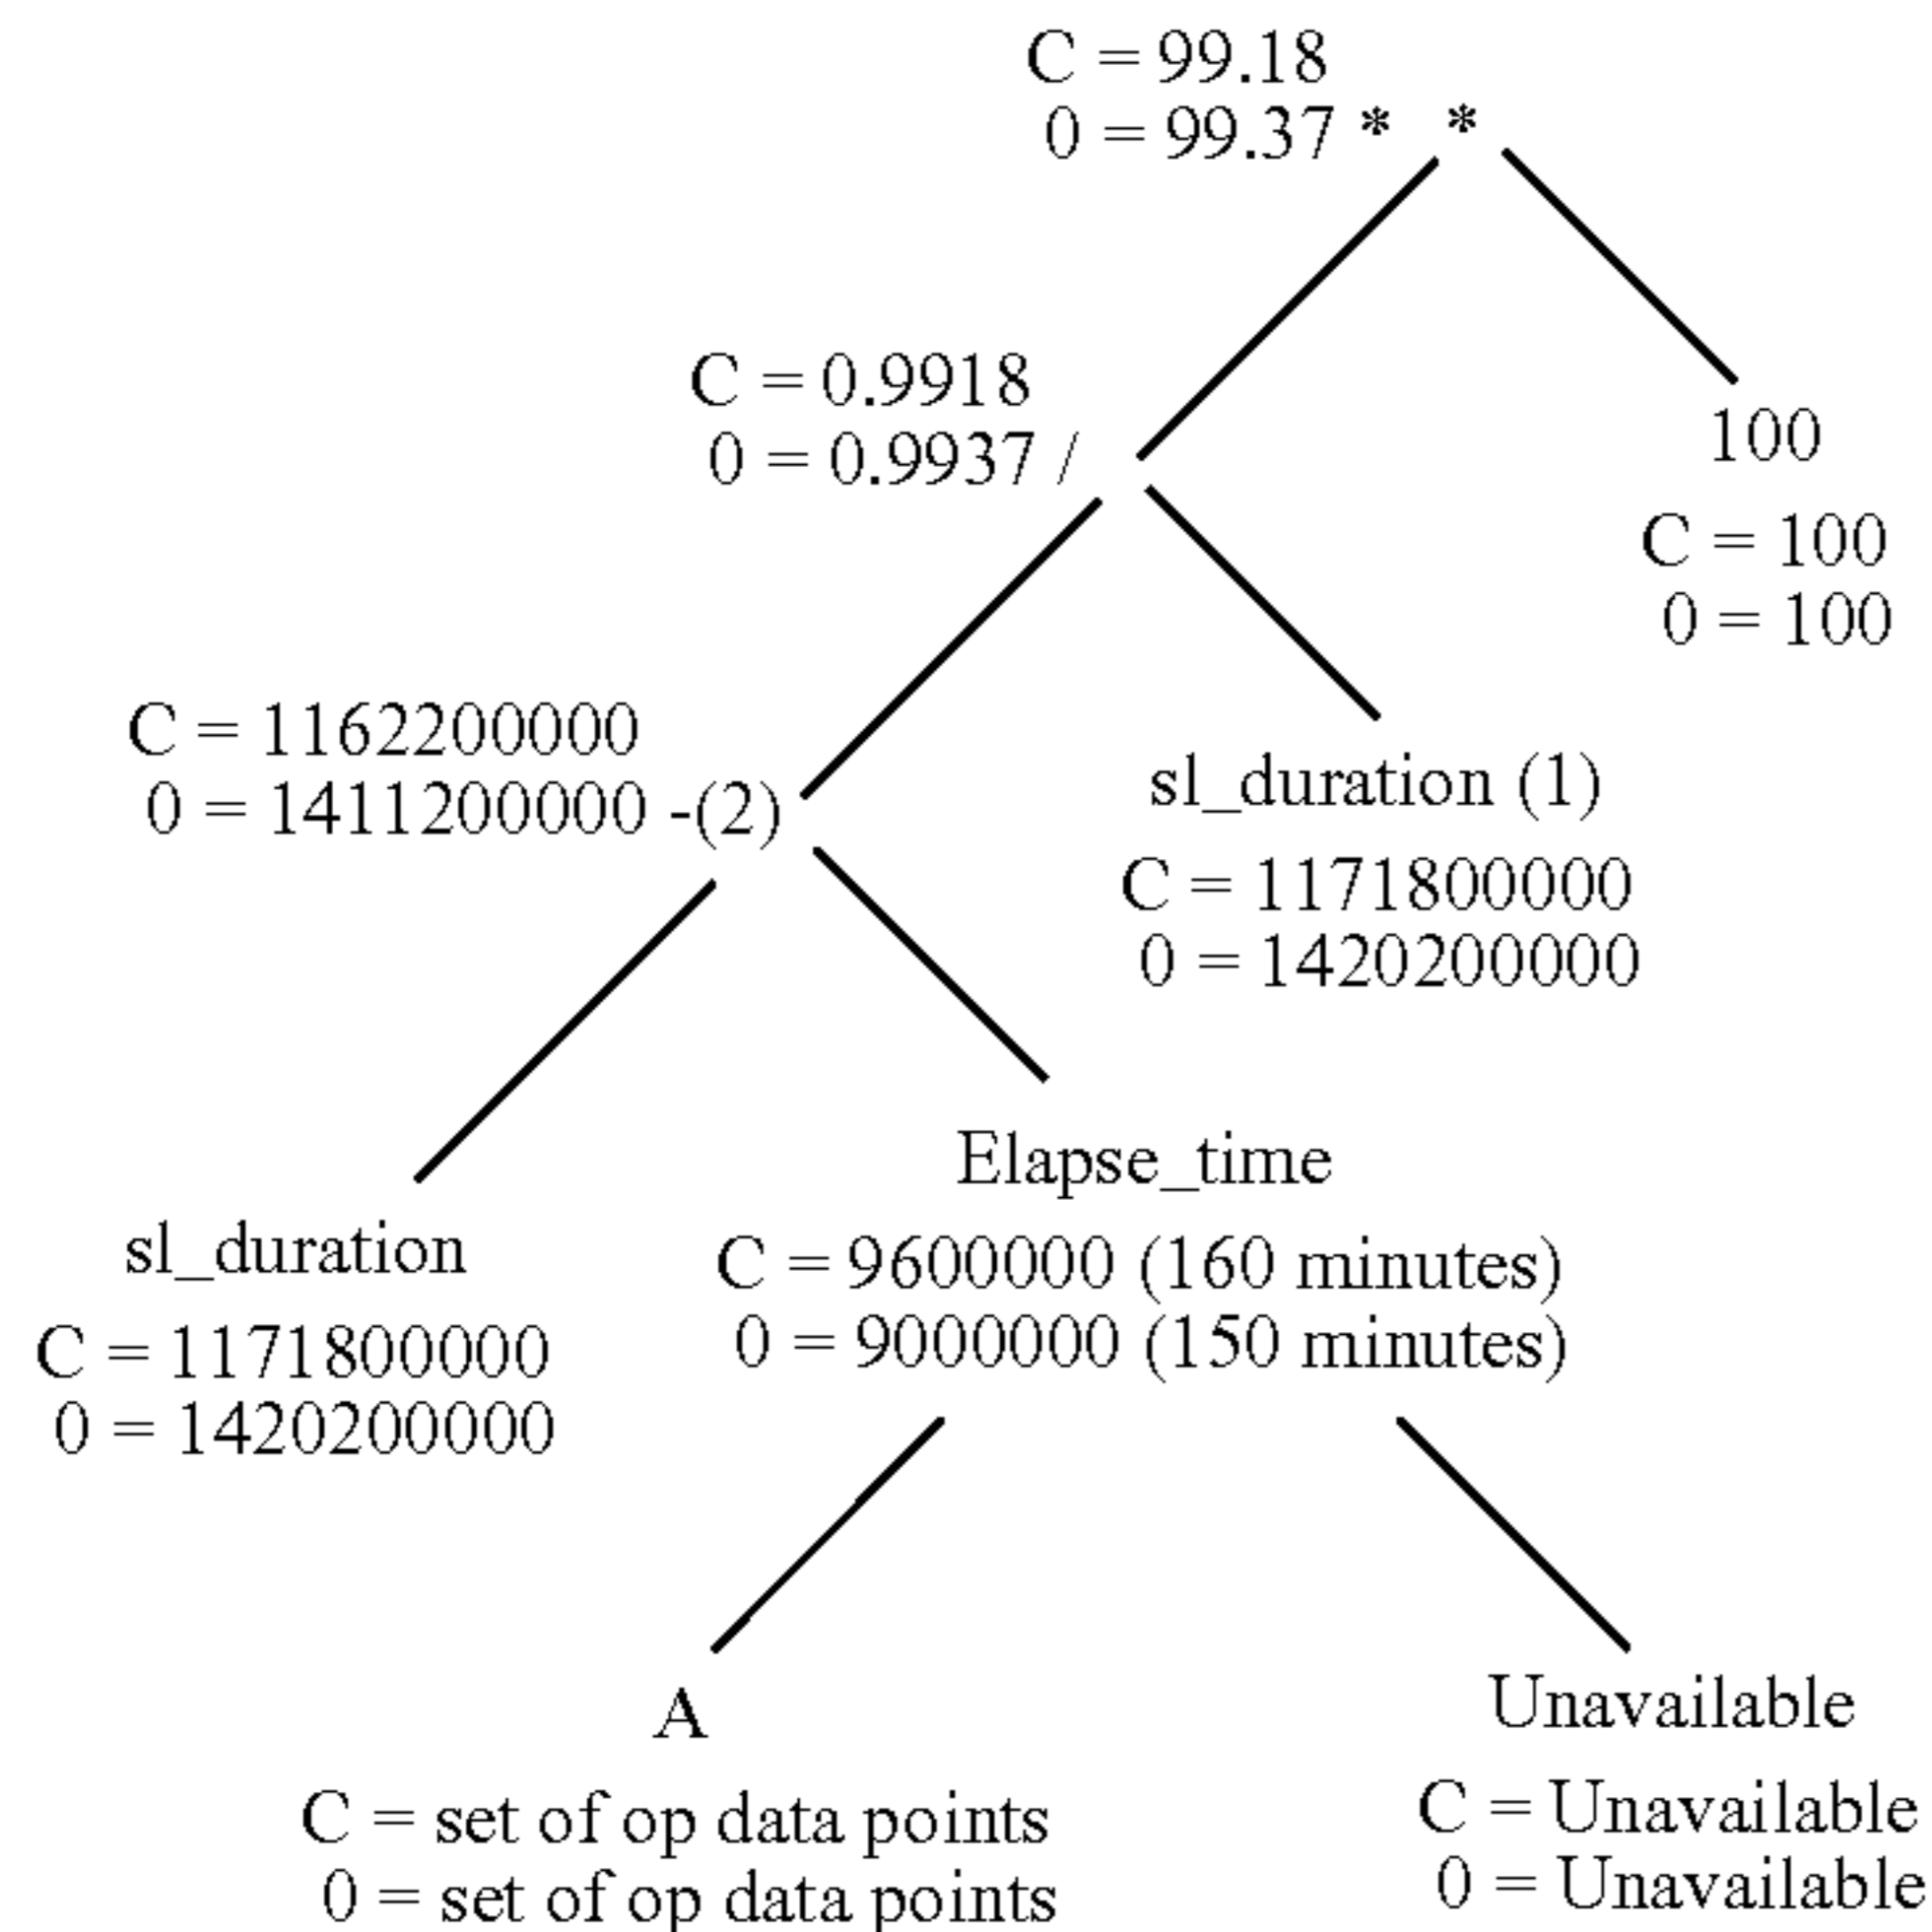 C = 99.18
0 = 99.37 * *
C = 0.9918
0 = 0.9937 /
100
C = 100
0 = 100
C = 1162200000
0 = 1411200000 -(2)
sl_duration (1)
C = 1171800000
0 = 1420200000
Elapse_time
C = 9600000 (160 minutes)
0 = 9000000 (150 minutes)
sl_duration
C = 1171800000
0 = 1420200000
A
C = set of op data points
0 = set of op data points
Unavailable
C = Unavailable
0 = Unavailable